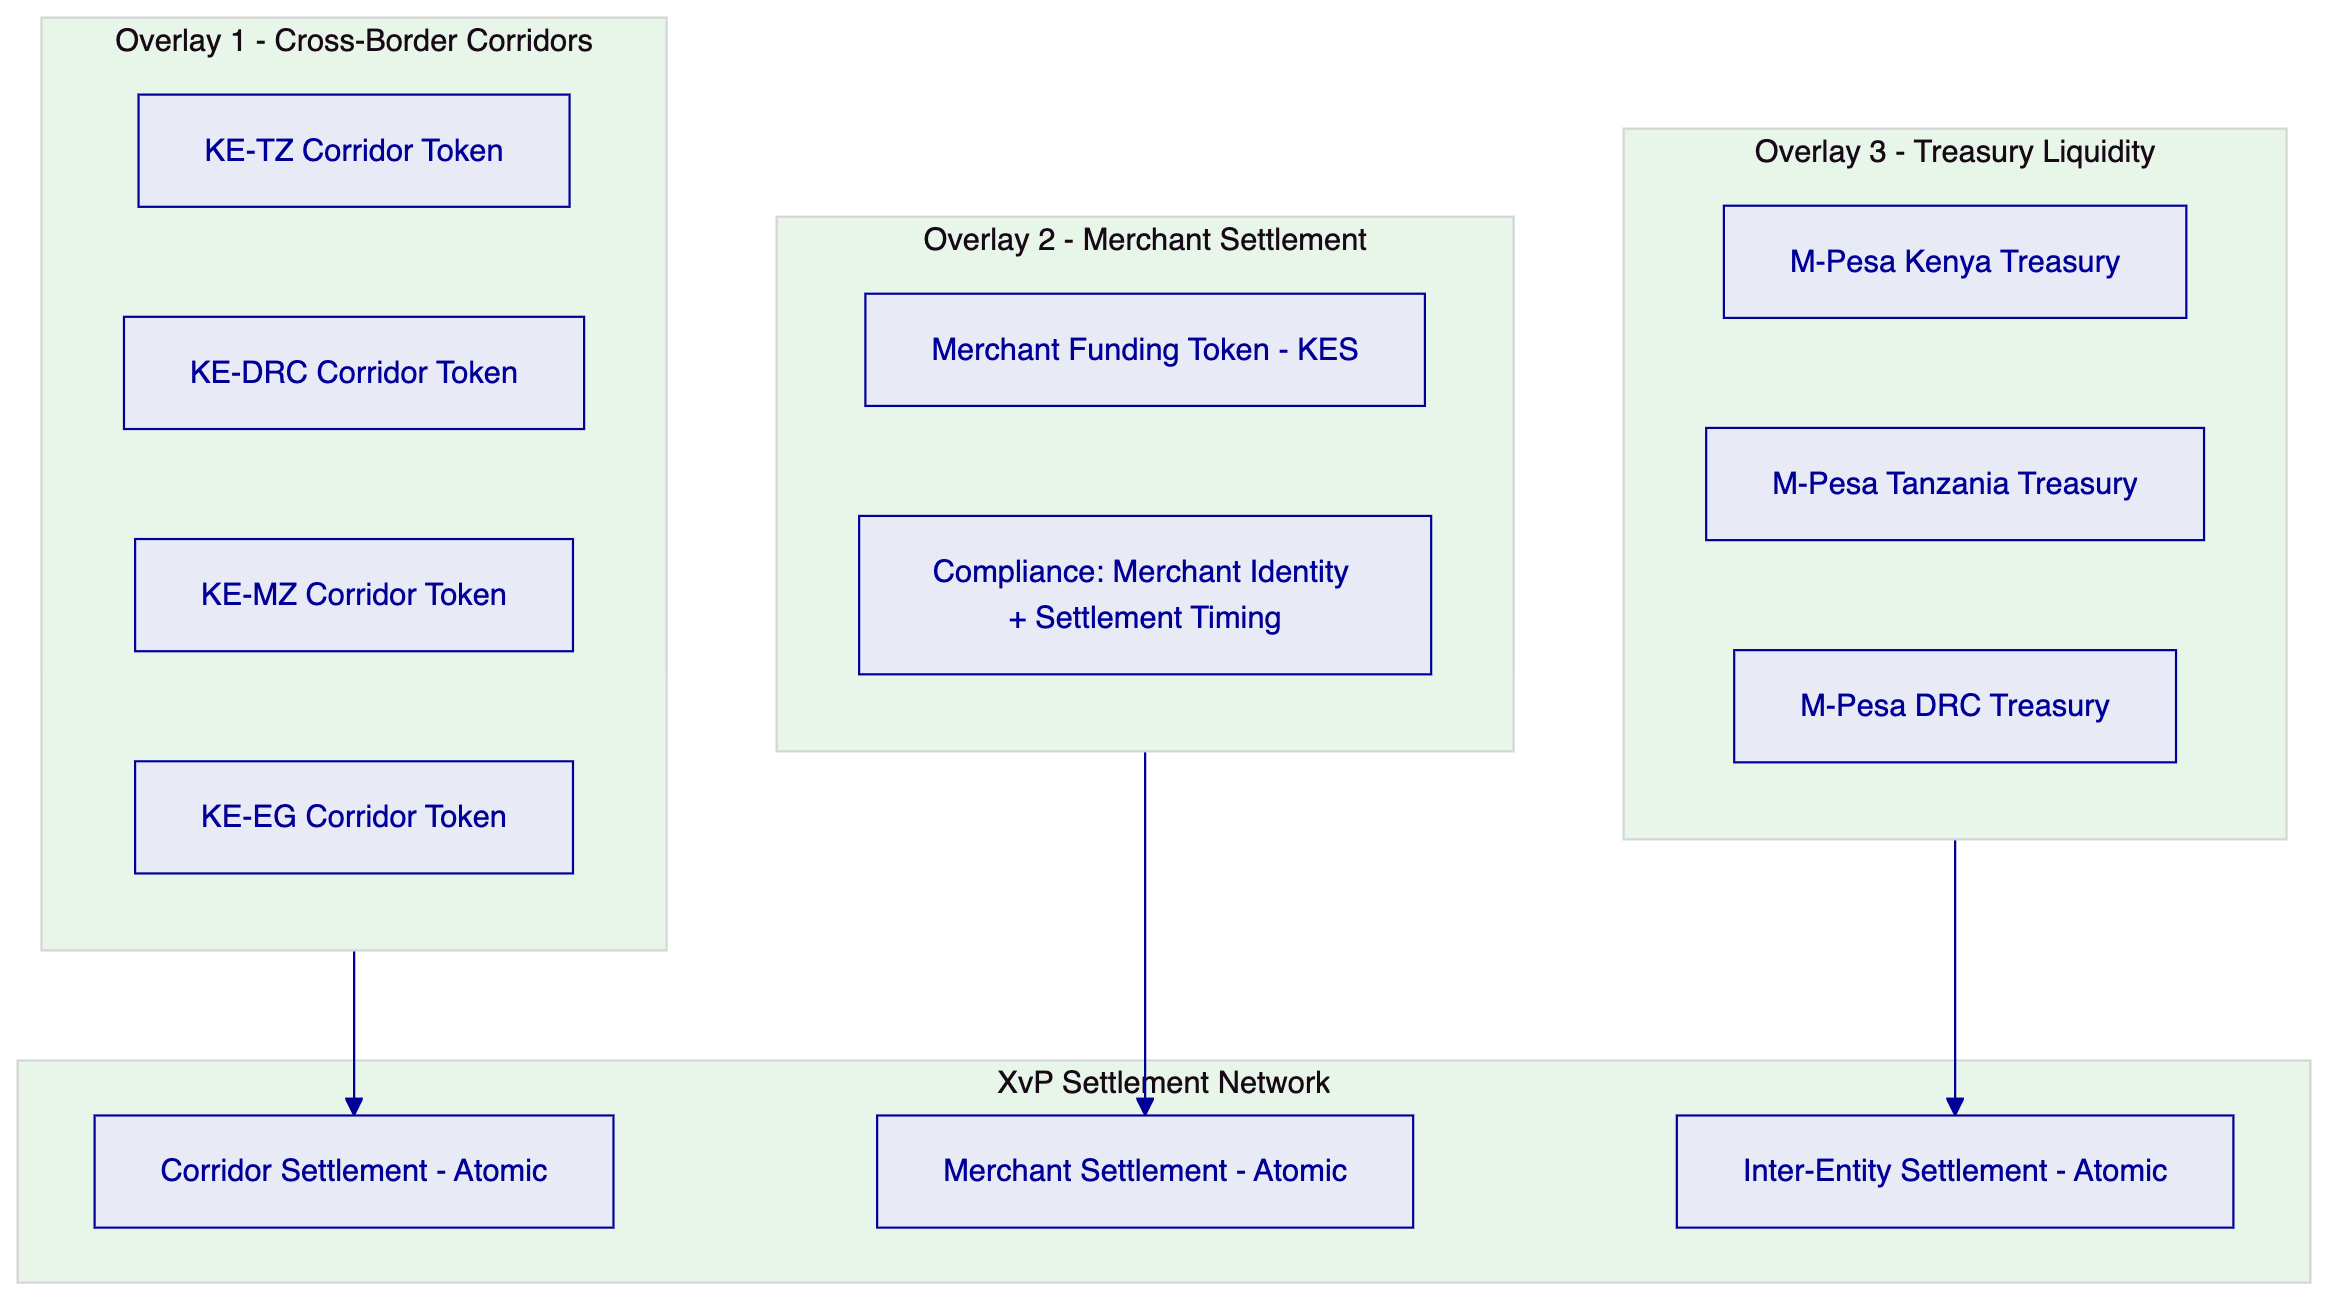 Overlay 1 - Cross-Border Corridors
KE-TZ Corridor Token
KE-DRC Corridor Token
KE-MZ Corridor Token
KE-EG Corridor Token
Overlay 2 - Merchant Settlement
Merchant Funding Token - KES
Compliance: Merchant Identity
+ Settlement Timing
Overlay 3 - Treasury Liquidity
M-Pesa Kenya Treasury
M-Pesa Tanzania Treasury
M-Pesa DRC Treasury
XvP Settlement Network
Corridor Settlement - Atomic
Merchant Settlement - Atomic
Inter-Entity Settlement - Atomic